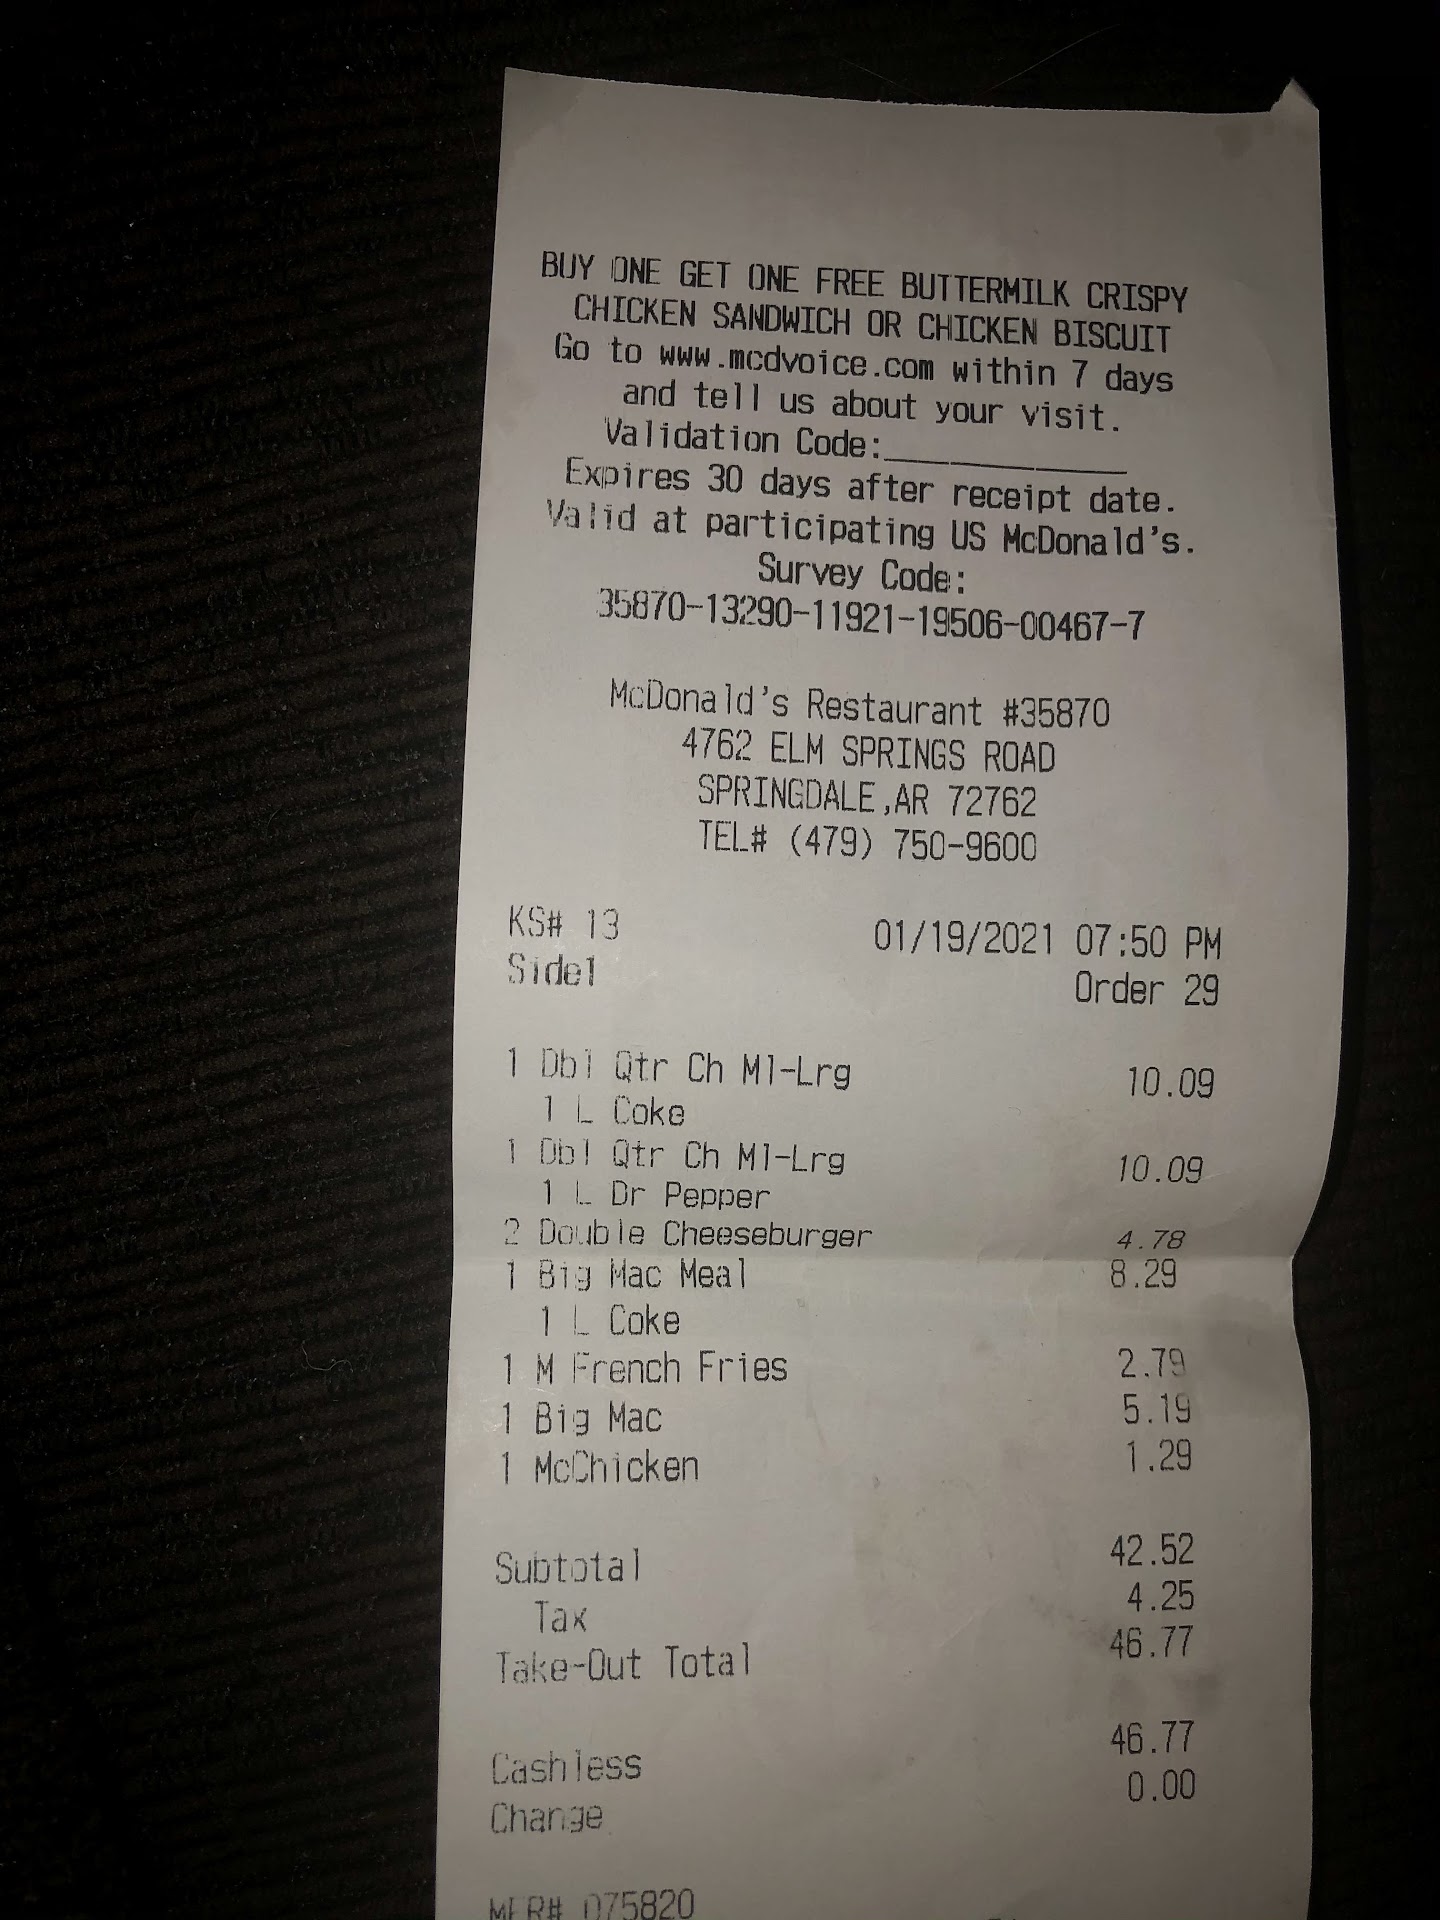 BUY ONE GET ONE FREE BUTTERMILK CRISPY
CHICKEN SANDWICH OR CHICKEN BISCUIT
Go to www.mcdvoice.com within 7 days
and tell us about your visit.
Validation Code:____________
Expires 30 days after receipt date.
Valid at participating US McDonald's.
Survey Code:
35870-13290-11921-19506-00467-7
McDonald's Restaurant #35870
4762 ELM SPRINGS ROAD
SPRINGDALE,AR 72762
TEL# (479) 750-9600
KS# 13 01/19/2021 07:50 PM
Side1 Order 29
1 Dbl Qtr Ch Ml-Lrg 10.09
1 L Coke
1 Dbl Qtr Ch Ml-Lrg 10.09
1 L Dr Pepper
2 Double Cheeseburger 4.78
1 Big Mac Meal 8.29
1 L Coke
1 M French Fries 2.79
1 Big Mac 5.19
1 McChicken 1.29
Subtotal 42.52
Tax 4.25
Take-Out Total 46.77
Cashless 46.77
Change 0.00
MER# 075820